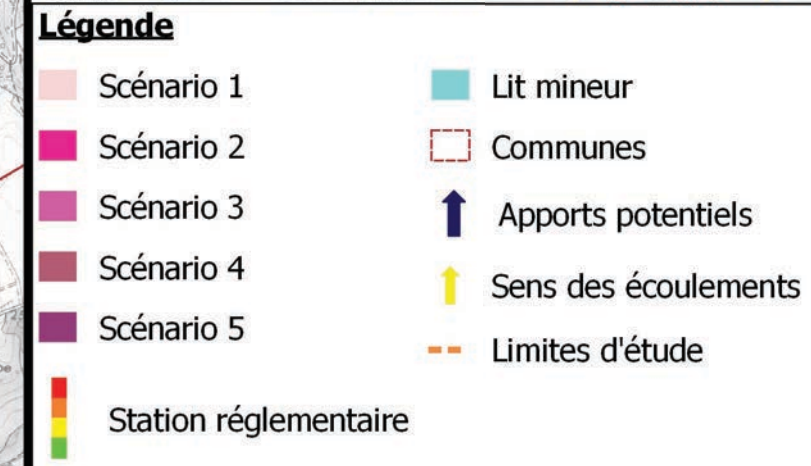 Légende
Scénario 1
Scénario 2
Scénario 3
Scénario 4
Scénario 5
Station réglementaire
Lit mineur
Communes
Apports potentiels
Sens des écoulements
Limites d'étude